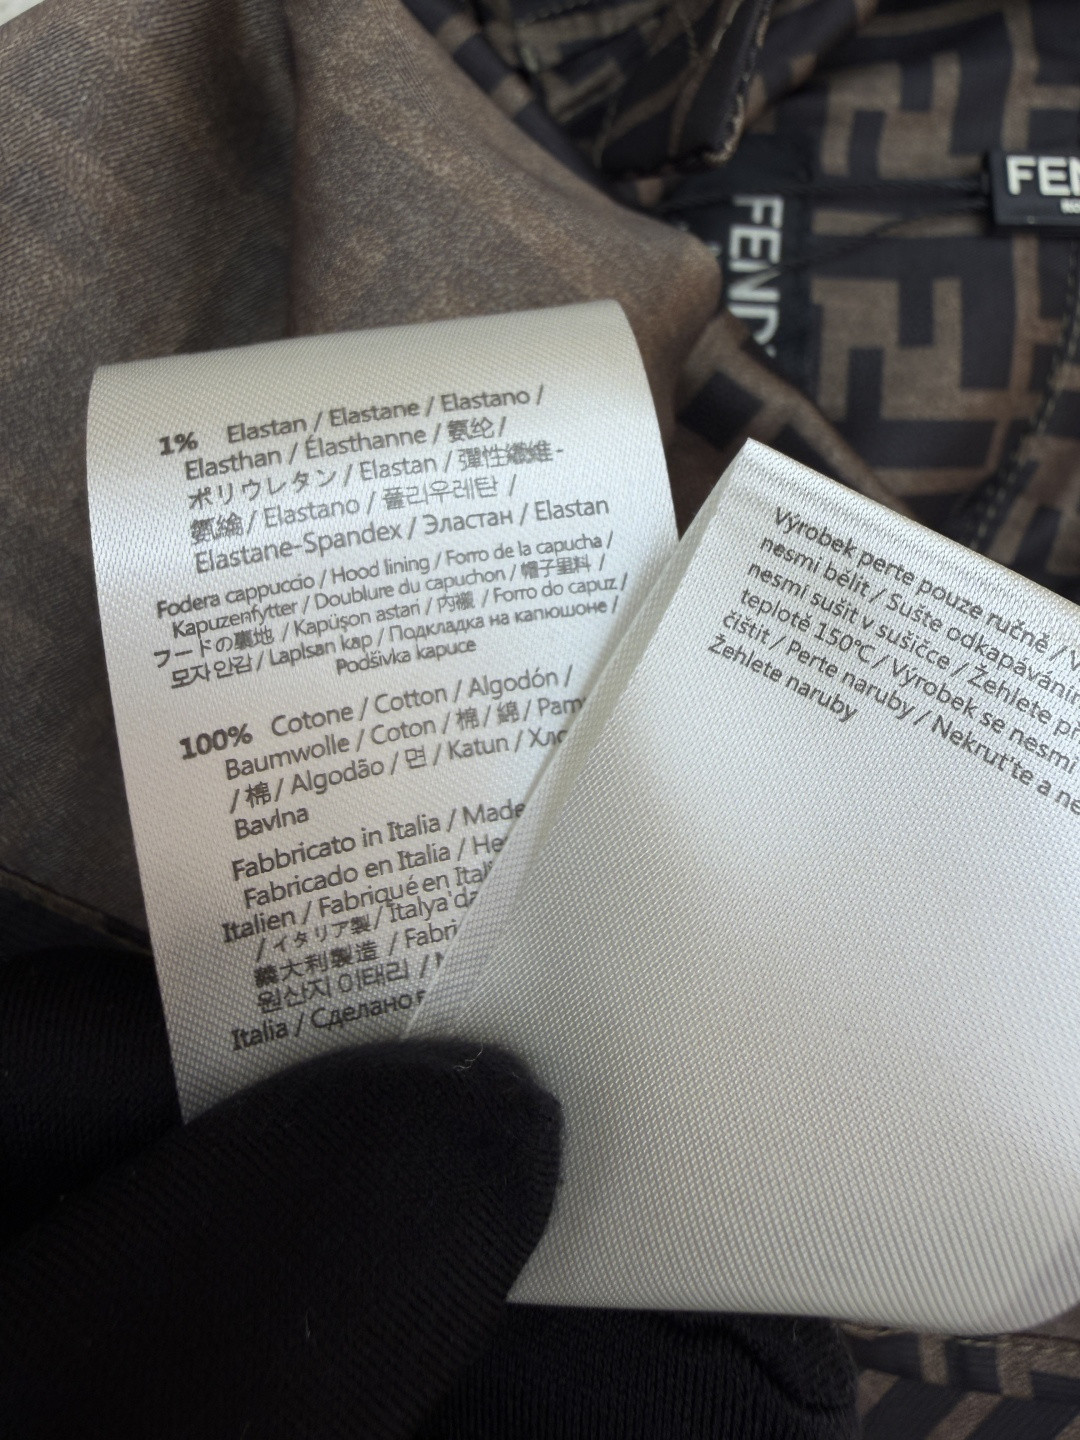 FEN
FENDI
1% Elastan / Elastane / Elastano /
Elasthan / Élasthanne / 氨纶 /
ポリウレタン / Elastan / 彈性纖維-
氨綸 / Elastano / 폴리우레탄 /
Elastane-Spandex / Эластан / Elastan
Fodera cappuccio / Hood lining / Forro de la capucha /
Kapuzenfytter / Doublure du capuchon / 帽子里料 /
フードの裏地 / Kapüşon astari / 內襯 / Forro do capuz /
모자 안감 / Lapisan kap / Подкладка на капюшоне /
Podšívka kapuce
100% Cotone / Cotton / Algodón /
Baumwolle / Coton / 棉 / 綿 / Pam
/ 棉 / Algodão / 면 / Katun / Хло
Bavlna
Fabbricato in Italia / Made
Fabricado en Italia / He
Italien / Fabriqué en Ital
/ イタリア製 / Italya'da
義大利製造 / Fabri
원산지 이태리 /
Italia / Сделано в
Výrobek perte pouze ručně / V
nesmí bělit / Sušte odkapáváním
nesmí sušit v sušičce / Žehlete př
teplotě 150°C / Výrobek se nesmí
čistit / Perte naruby / Nekruťte a ne
Žehlete naruby